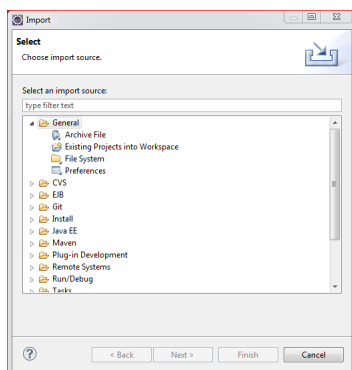 Import
Select
Choose import source.
Select an import source:
type filter text
General
Archive File
Existing Projects into Workspace
File System
Preferences
CVS
EJB
Git
Install
Java EE
Maven
Plug-in Development
Remote Systems
Run/Debug
Tasks
?
< Back Next > Finish Cancel